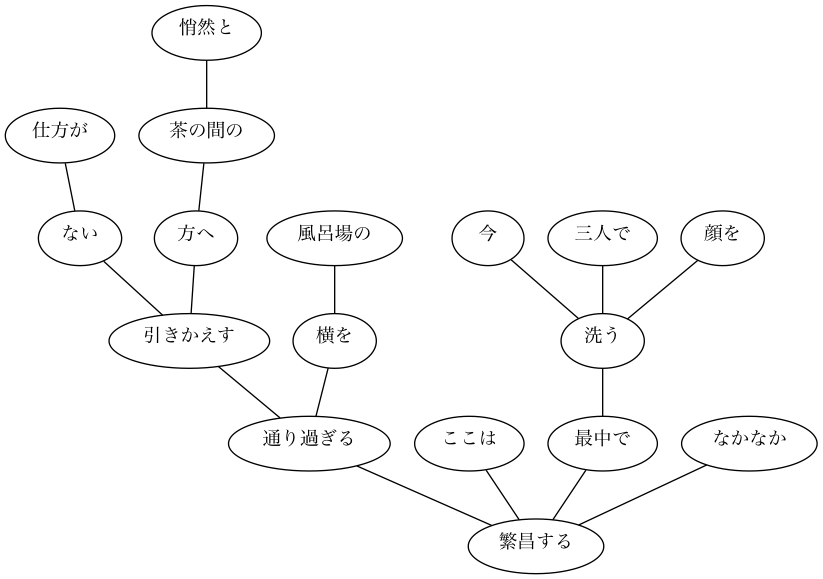 悄然と
仕方が
茶の間の
ない
方へ
風呂場の
今
三人で
顔を
引きかえす
横を
洗う
通り過ぎる
ここは
最中で
なかなか
繁昌する